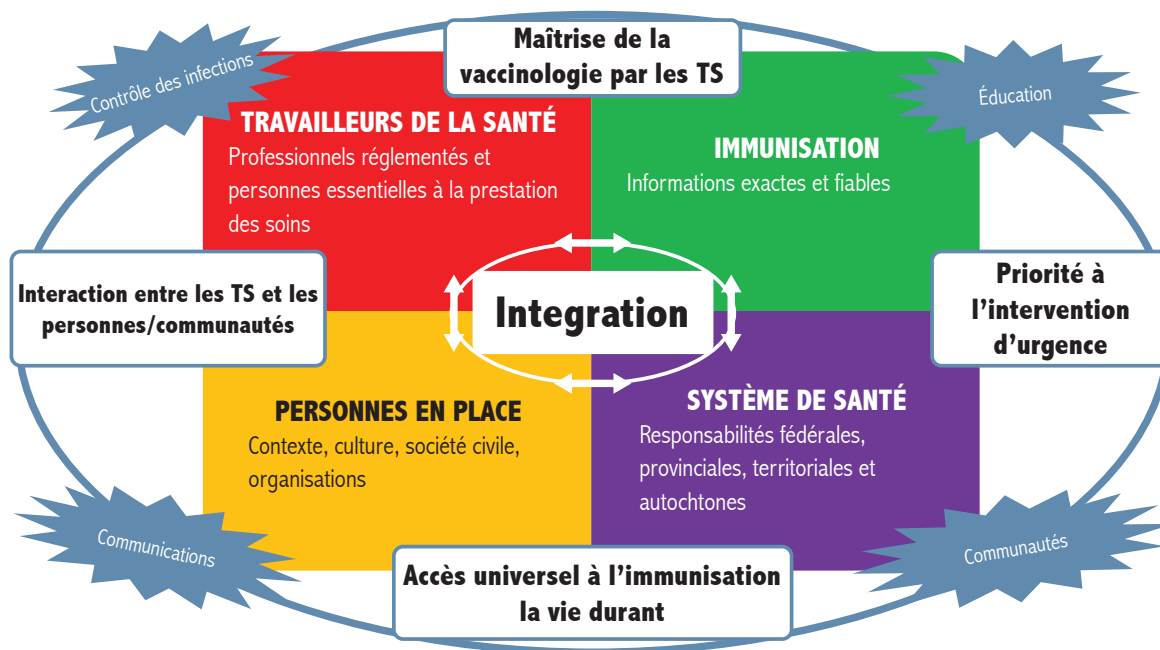 Maîtrise de la
vaccinologie par les TS
Contrôle des infections
Éducation
TRAVAILLEURS DE LA SANTÉ
Professionnels réglementés et
personnes essentielles à la prestation
des soins
IMMUNISATION
Informations exactes et fiables
Interaction entre les TS et les
personnes/communautés
Integration
Priorité à
l’intervention
d’urgence
PERSONNES EN PLACE
Contexte, culture, société civile,
organisations
SYSTÈME DE SANTÉ
Responsabilités fédérales,
provinciales, territoriales et
autochtones
Communications
Communautés
Accès universel à l’immunisation
la vie durant